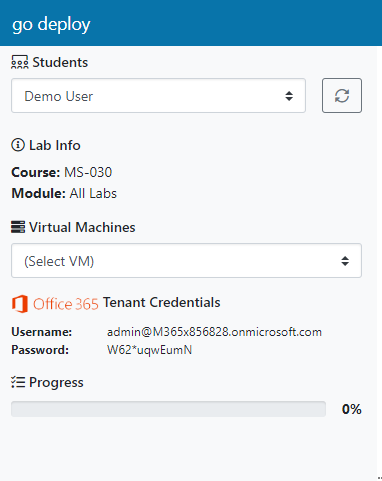 go deploy
Students
Demo User
Lab Info
Course: MS-030
Module: All Labs
Virtual Machines
(Select VM)
Office 365 Tenant Credentials
Username: admin@M365x856828.onmicrosoft.com
Password: W62*uqwEumN
Progress
0%